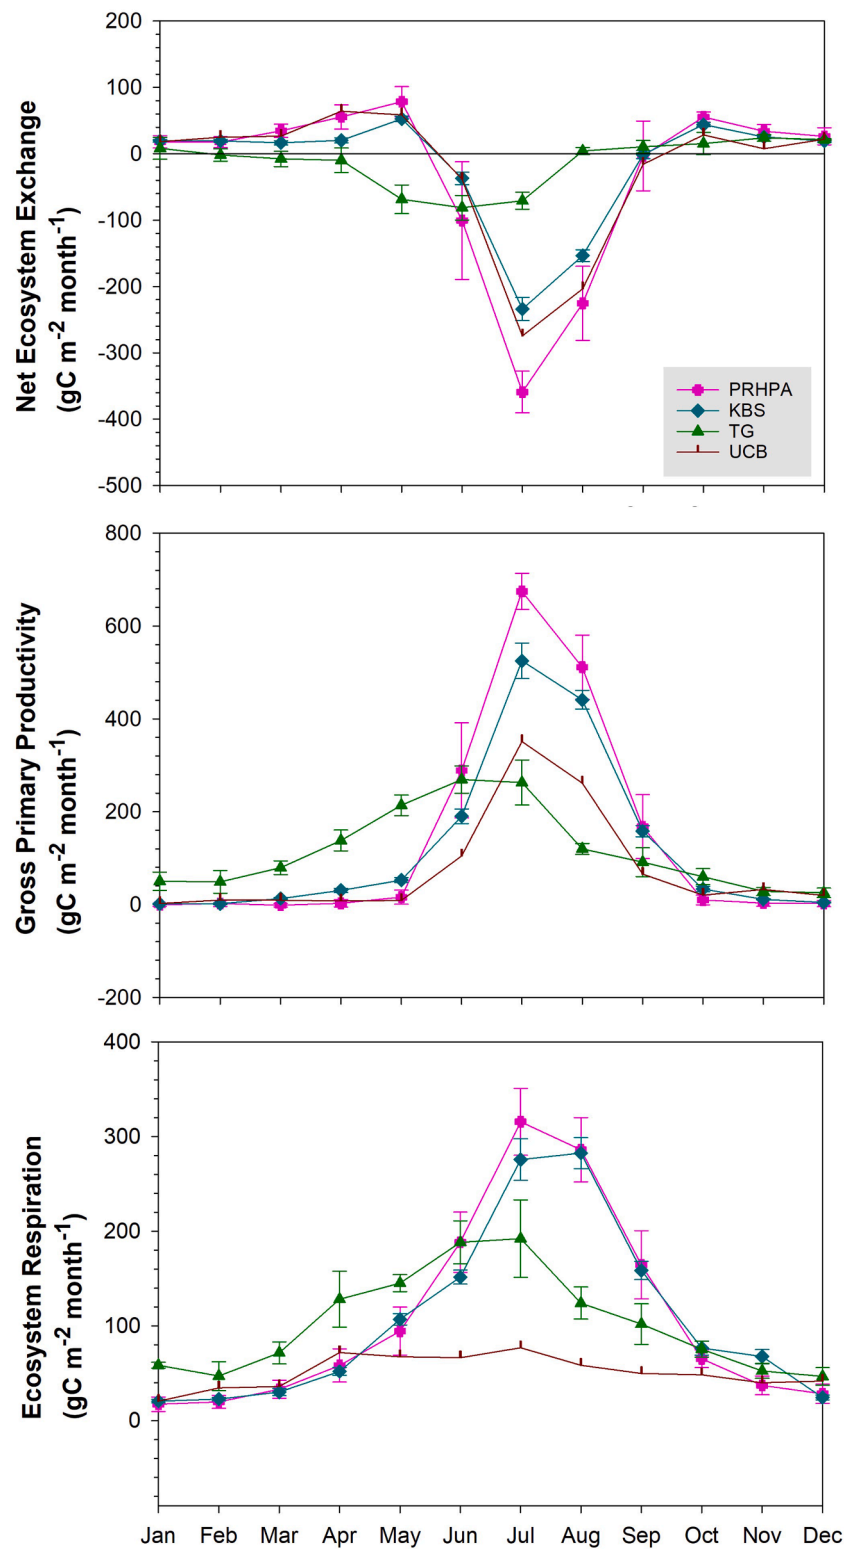 Net Ecosystem Exchange
(gC m-2 month-1)
200
100
0
-100
-200
-300
-400
-500
PRHPA
KBS
TG
UCB
Gross Primary Productivity
(gC m-2 month-1)
800
600
400
200
0
-200
Ecosystem Respiration
(gC m-2 month-1)
400
300
200
100
0
Jan Feb Mar Apr May Jun Jul Aug Sep Oct Nov Dec